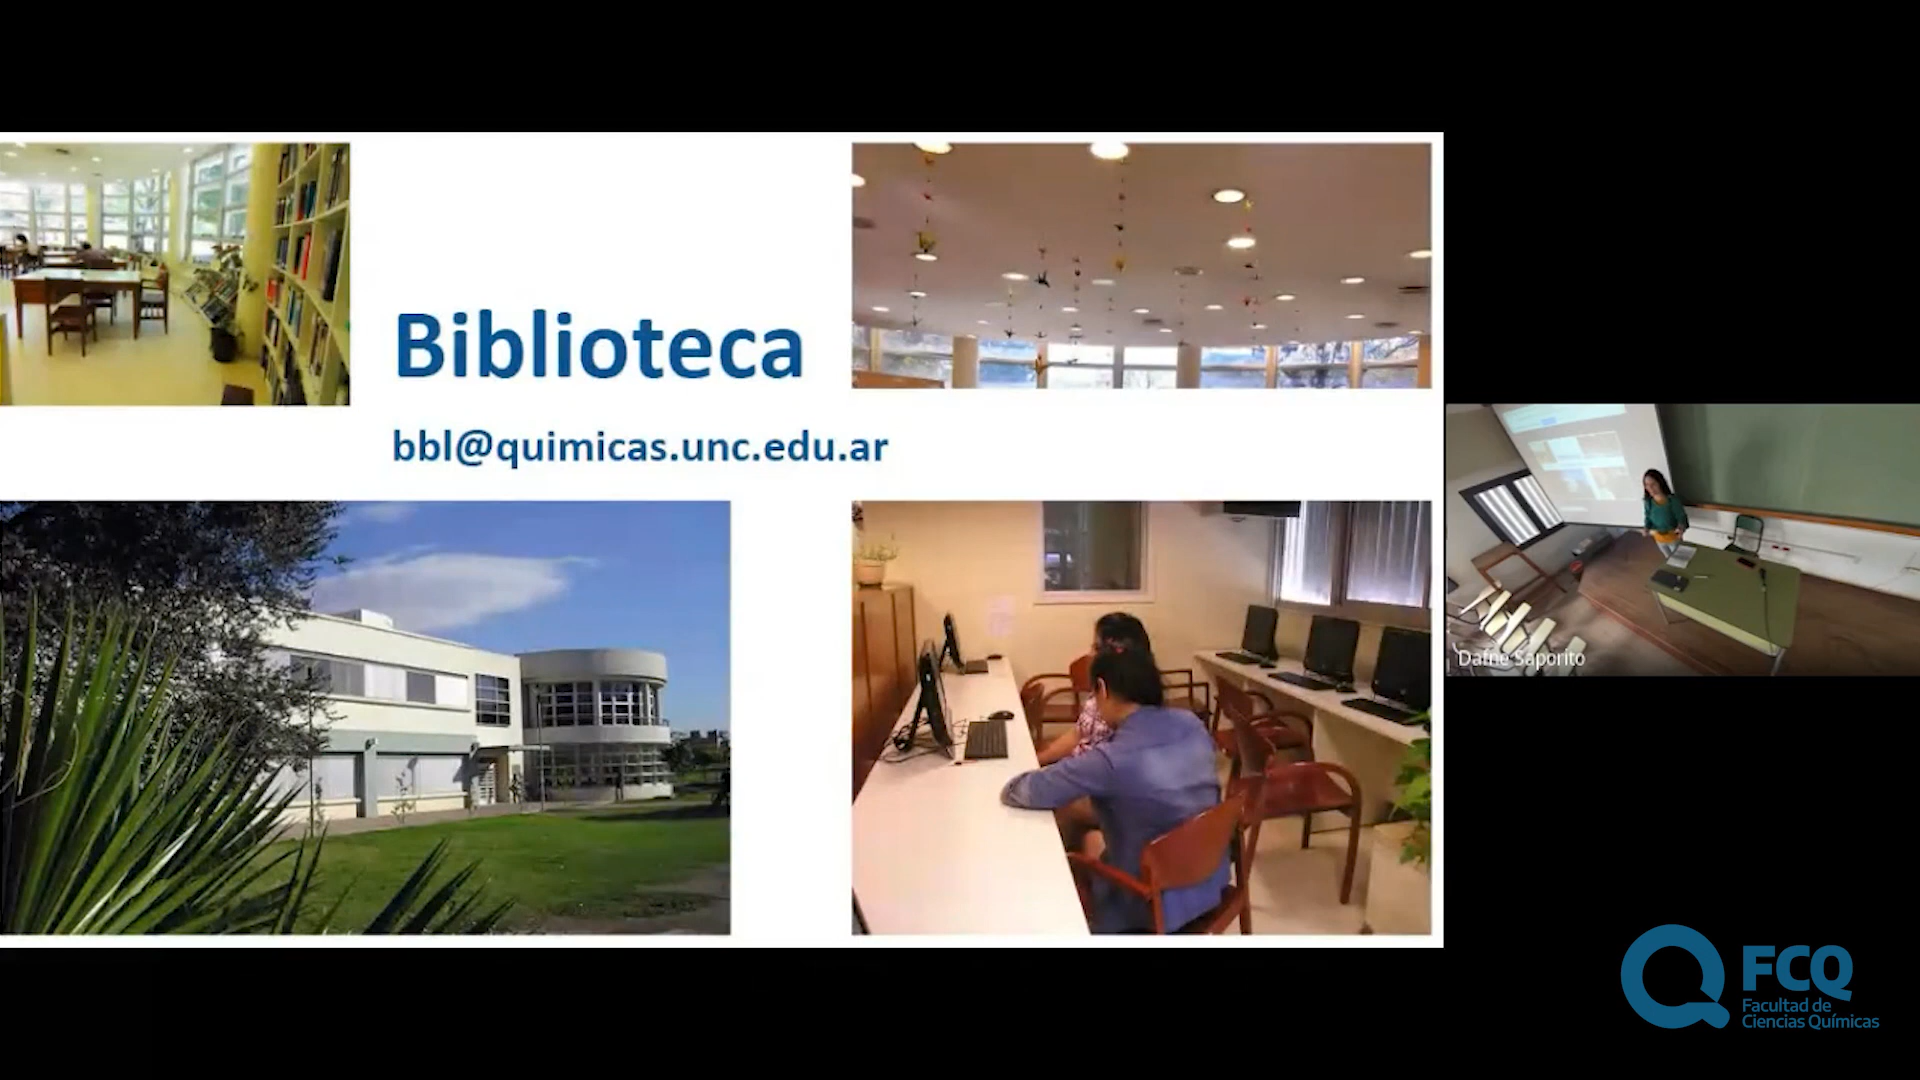 Biblioteca
bbl@quimicas.unc.edu.ar
Dafne Saporito
FCQ
Facultad de
Ciencias Químicas